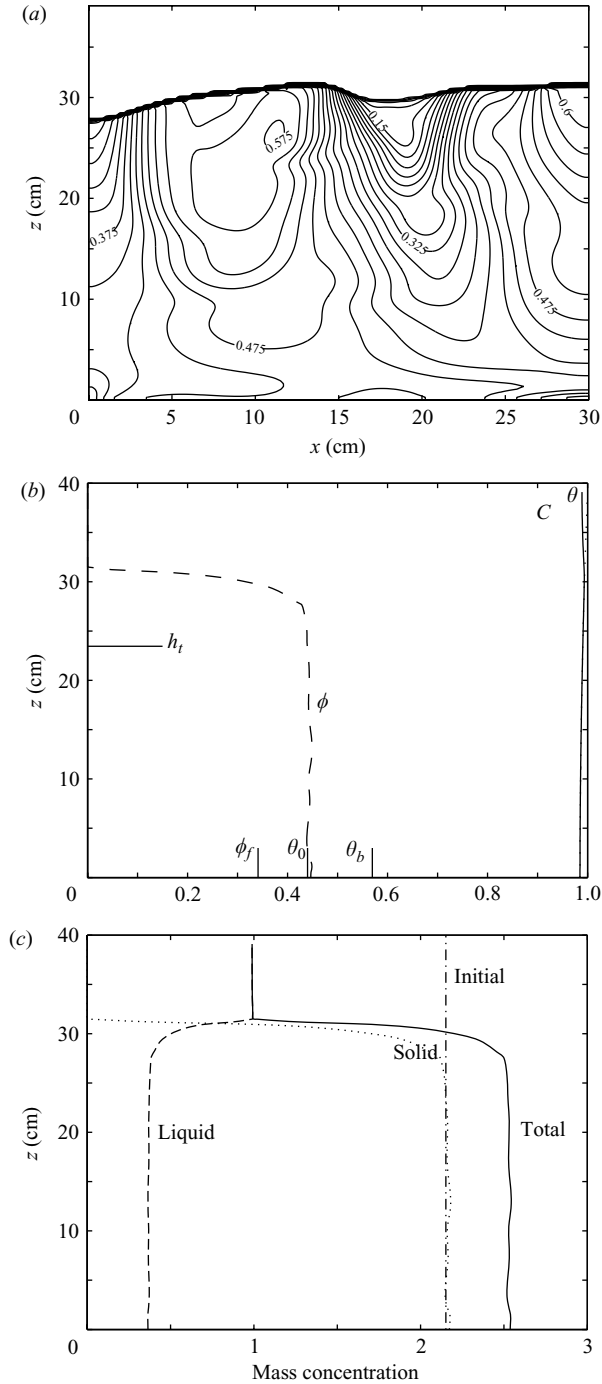 (a)
30
20
10
0
z (cm)
0.575
0.15
0.6
0.375
0.325
0.475
0.475
5
10
15
20
25
30
x (cm)
(b)
40
30
20
10
0
z (cm)
θ
C
h_t
ϕ
ϕ_f
θ_0
θ_b
0.2
0.4
0.6
0.8
1.0
(c)
40
30
20
10
0
z (cm)
Initial
Solid
Liquid
Total
1
2
3
Mass concentration